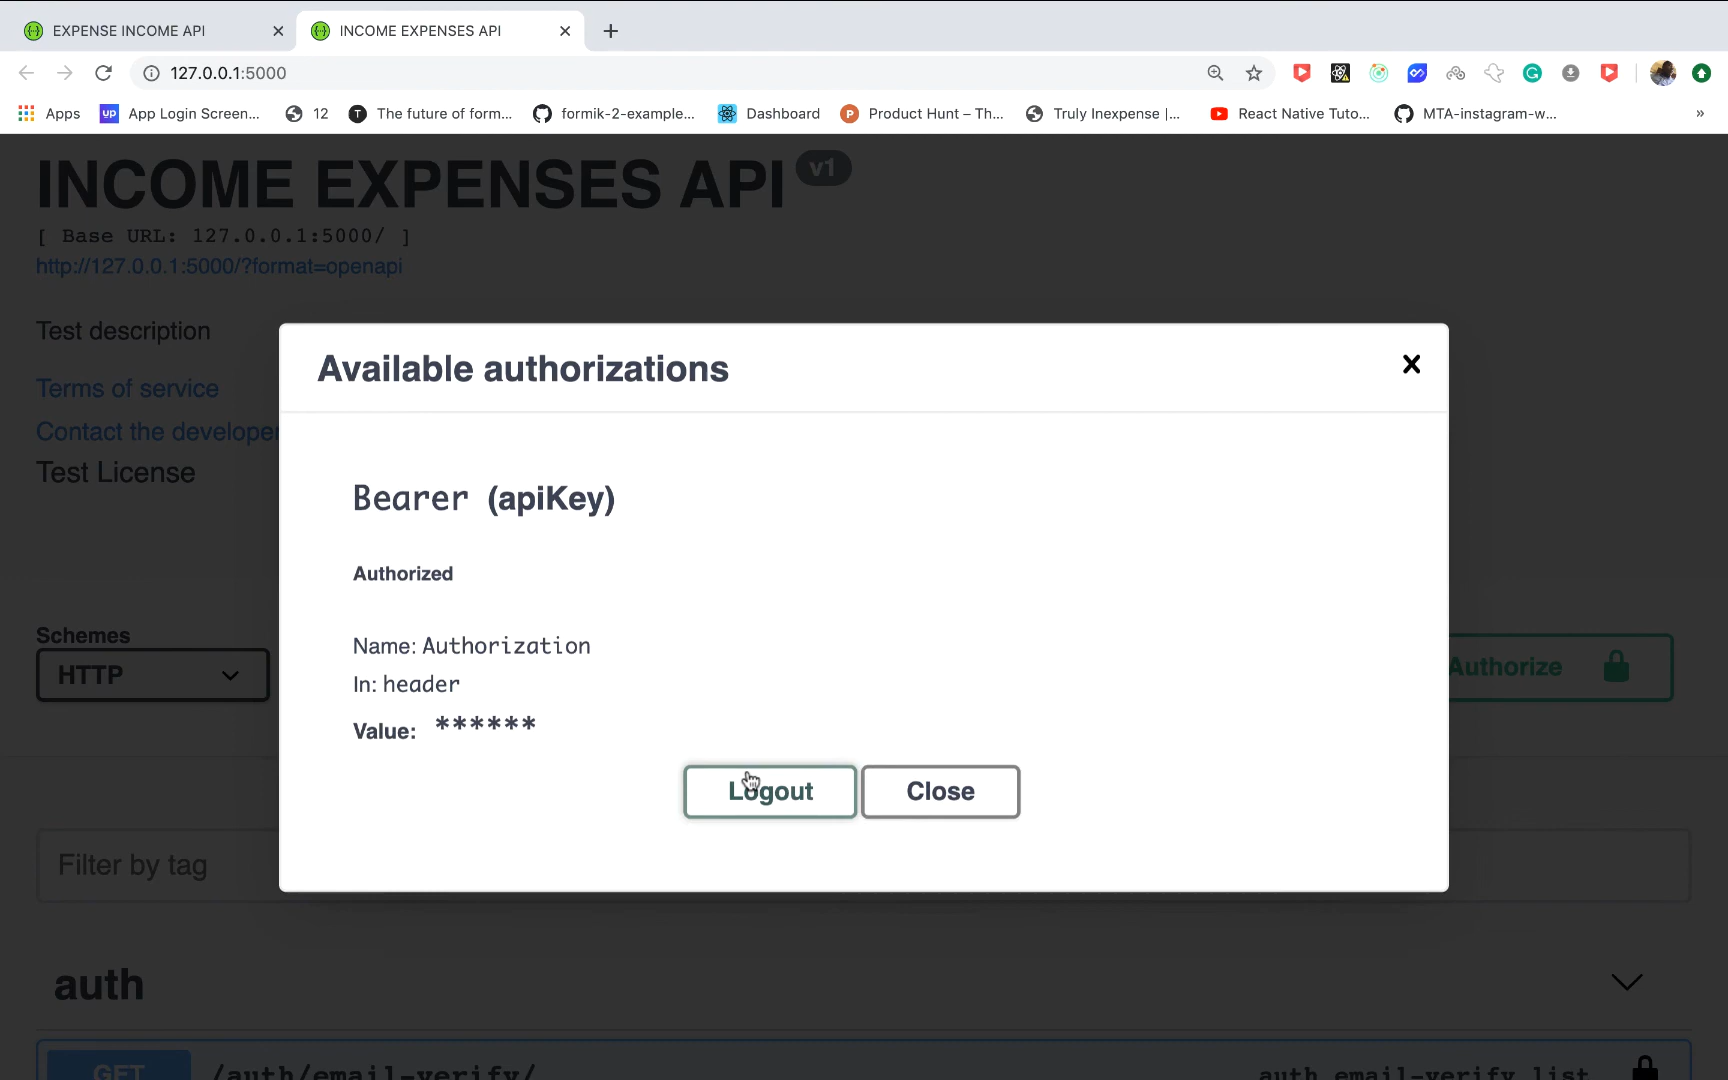 EXPENSE INCOME API
INCOME EXPENSES API
127.0.0.1:5000
Apps
UP App Login Screen...
12
T The future of form...
formik-2-example...
Dashboard
P Product Hunt – Th...
Truly Inexpense |...
React Native Tuto...
MTA-instagram-w...
»
INCOME EXPENSES API v1
[ Base URL: 127.0.0.1:5000/ ]
http://127.0.0.1:5000/?format=openapi
Test description
Terms of service
Contact the developer
Test License
Available authorizations
Bearer (apiKey)
Authorized
Name: Authorization
In: header
Value: ******
Logout
Close
Schemes
HTTP
Authorize
Filter by tag
auth
GET /auth/email-verify/ auth_email-verify_list